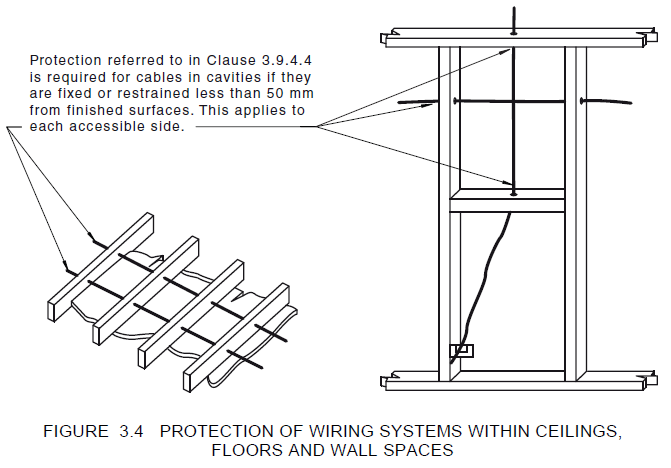 Protection referred to in Clause 3.9.4.4
is required for cables in cavities if they
are fixed or restrained less than 50 mm
from finished surfaces. This applies to
each accessible side.
FIGURE 3.4 PROTECTION OF WIRING SYSTEMS WITHIN CEILINGS,
FLOORS AND WALL SPACES